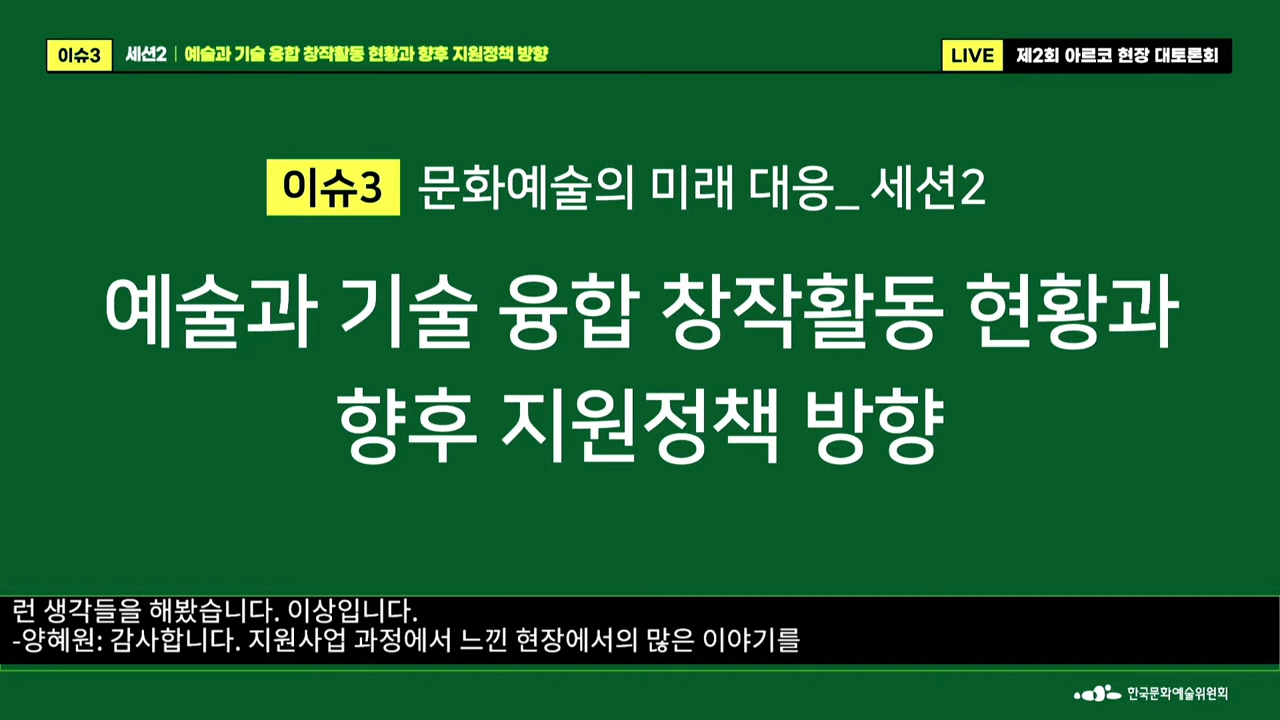 이슈3 세션2 | 예술과 기술 융합 창작활동 현황과 향후 지원정책 방향
LIVE 제2회 아르코 현장 대토론회
이슈3 문화예술의 미래 대응_ 세션2
예술과 기술 융합 창작활동 현황과
향후 지원정책 방향
런 생각들을 해봤습니다. 이상입니다.
-양혜원: 감사합니다. 지원사업 과정에서 느낀 현장에서의 많은 이야기를
한국문화예술위원회